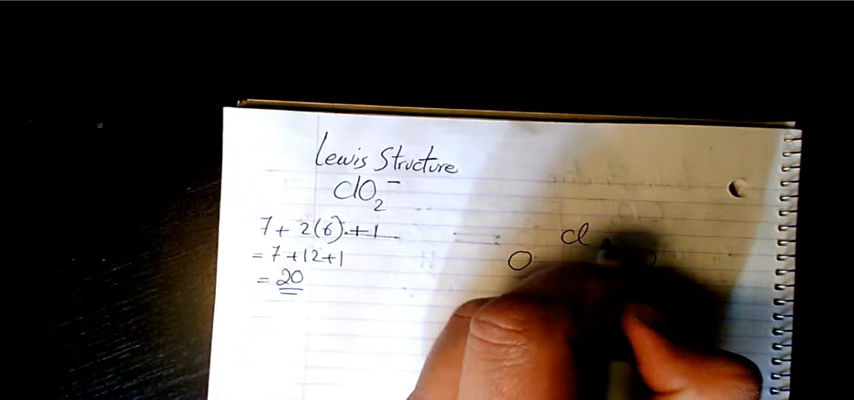 Lewis Structure
ClO₂⁻
7 + 2(6) + 1
= 7 + 12 + 1
= 20
Cl
O